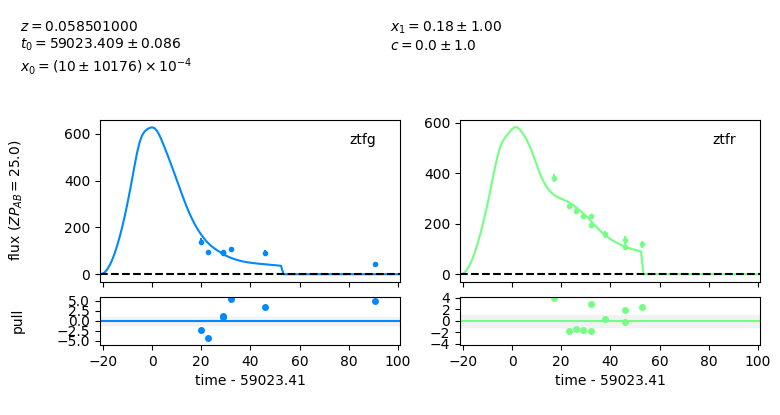 z = 0.058501000
t₀ = 59023.409 ± 0.086
x₀ = (10 ± 10176) × 10⁻⁴
x₁ = 0.18 ± 1.00
c = 0.0 ± 1.0
flux (ZP_AB = 25.0)
600
400
200
0
ztfg
600
400
200
0
ztfr
pull
5.0
2.5
0.0
−2.5
−5.0
4
2
0
−2
−4
−20 0 20 40 60 80 100
−20 0 20 40 60 80 100
time - 59023.41
time - 59023.41